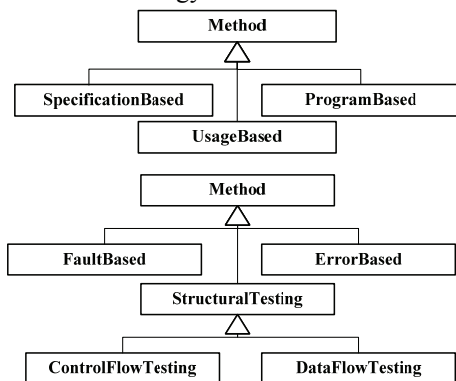 Method
SpecificationBased
ProgramBased
UsageBased
Method
FaultBased
ErrorBased
StructuralTesting
ControlFlowTesting
DataFlowTesting